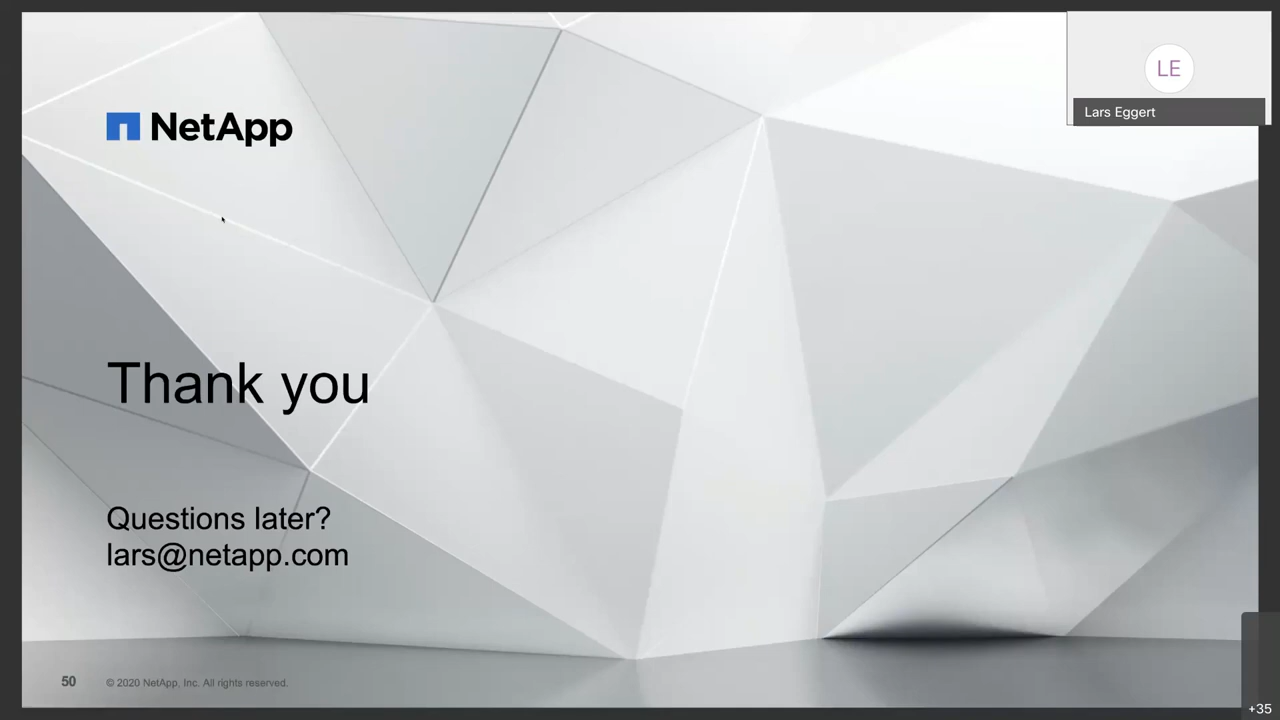 LE
Lars Eggert
NetApp
Thank you
Questions later?
lars@netapp.com
50 © 2020 NetApp, Inc. All rights reserved.
+35